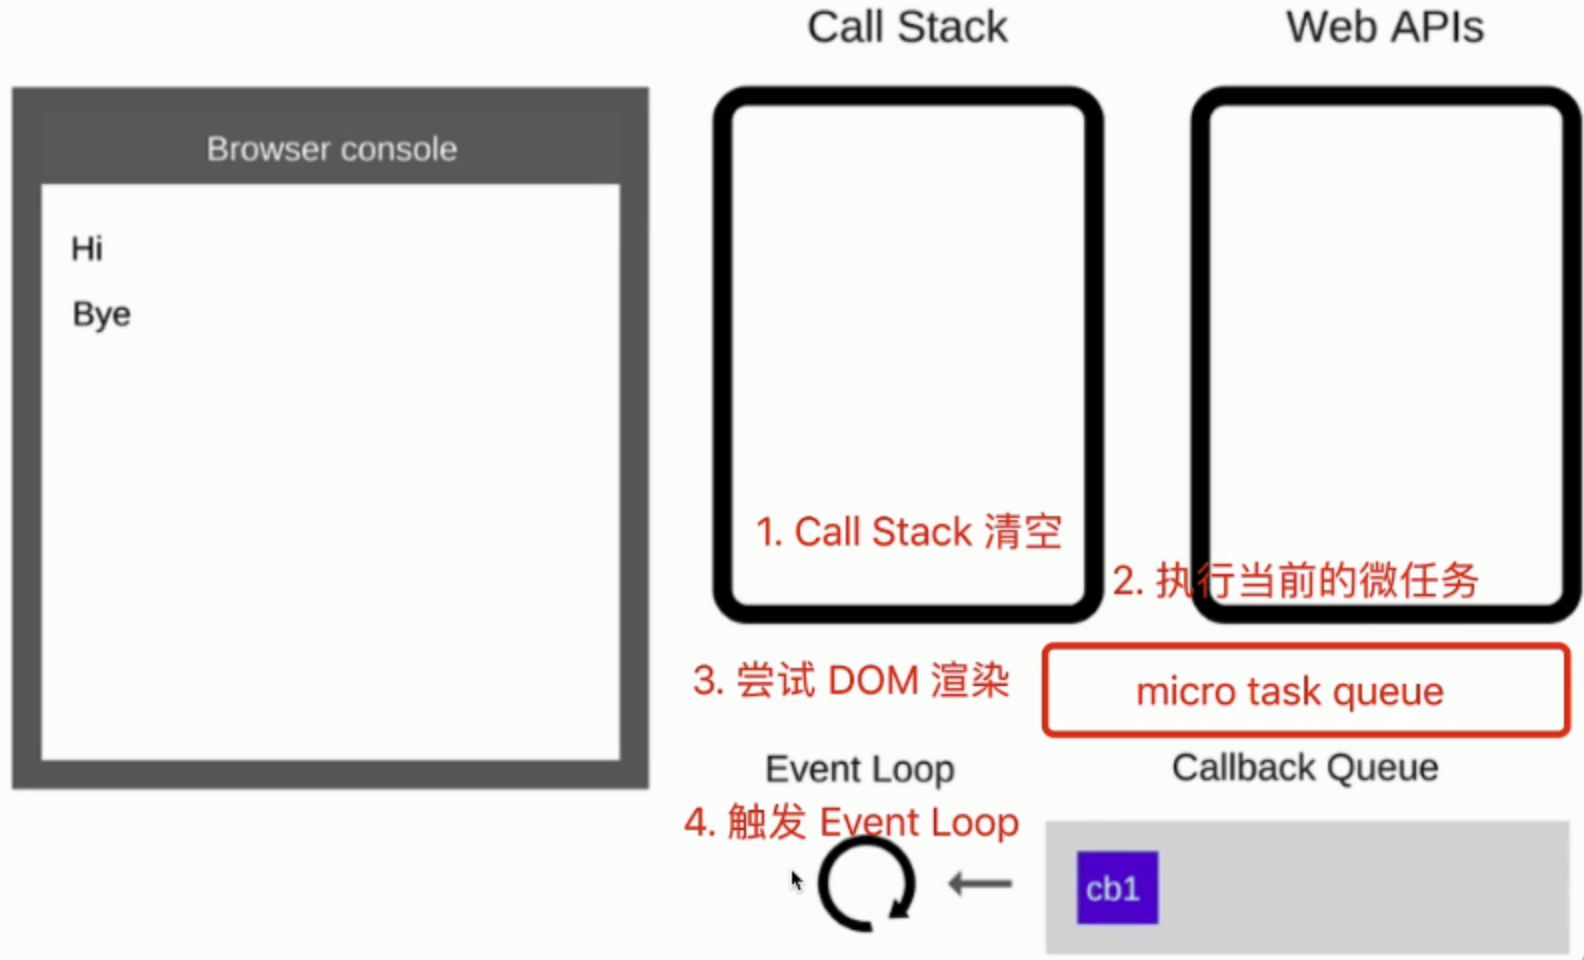 Call Stack
Web APIs
Browser console
Hi
Bye
1. Call Stack 清空
2. 执行当前的微任务
3. 尝试 DOM 渲染
micro task queue
Event Loop
Callback Queue
4. 触发 Event Loop
cb1